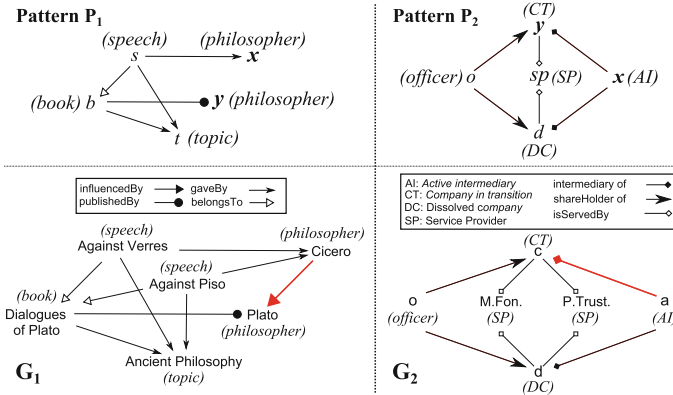 Pattern P1
(speech)
(philosopher)
s
x
(book) b
y (philosopher)
t (topic)
Pattern P2
(CT)
y
(officer) o
sp (SP)
x (AI)
d
(DC)
influencedBy
gaveBy
publishedBy
belongsTo
(speech)
Against Verres
(philosopher)
Cicero
(speech)
Against Piso
(book)
Dialogues
of Plato
Plato
(philosopher)
Ancient Philosophy
(topic)
G1
AI: Active intermediary
CT: Company in transition
DC: Dissolved company
SP: Service Provider
intermediary of
shareHolder of
isServedBy
(CT)
c
o
(officer)
M.Fon.
(SP)
P.Trust.
(SP)
a
(AI)
d
(DC)
G2